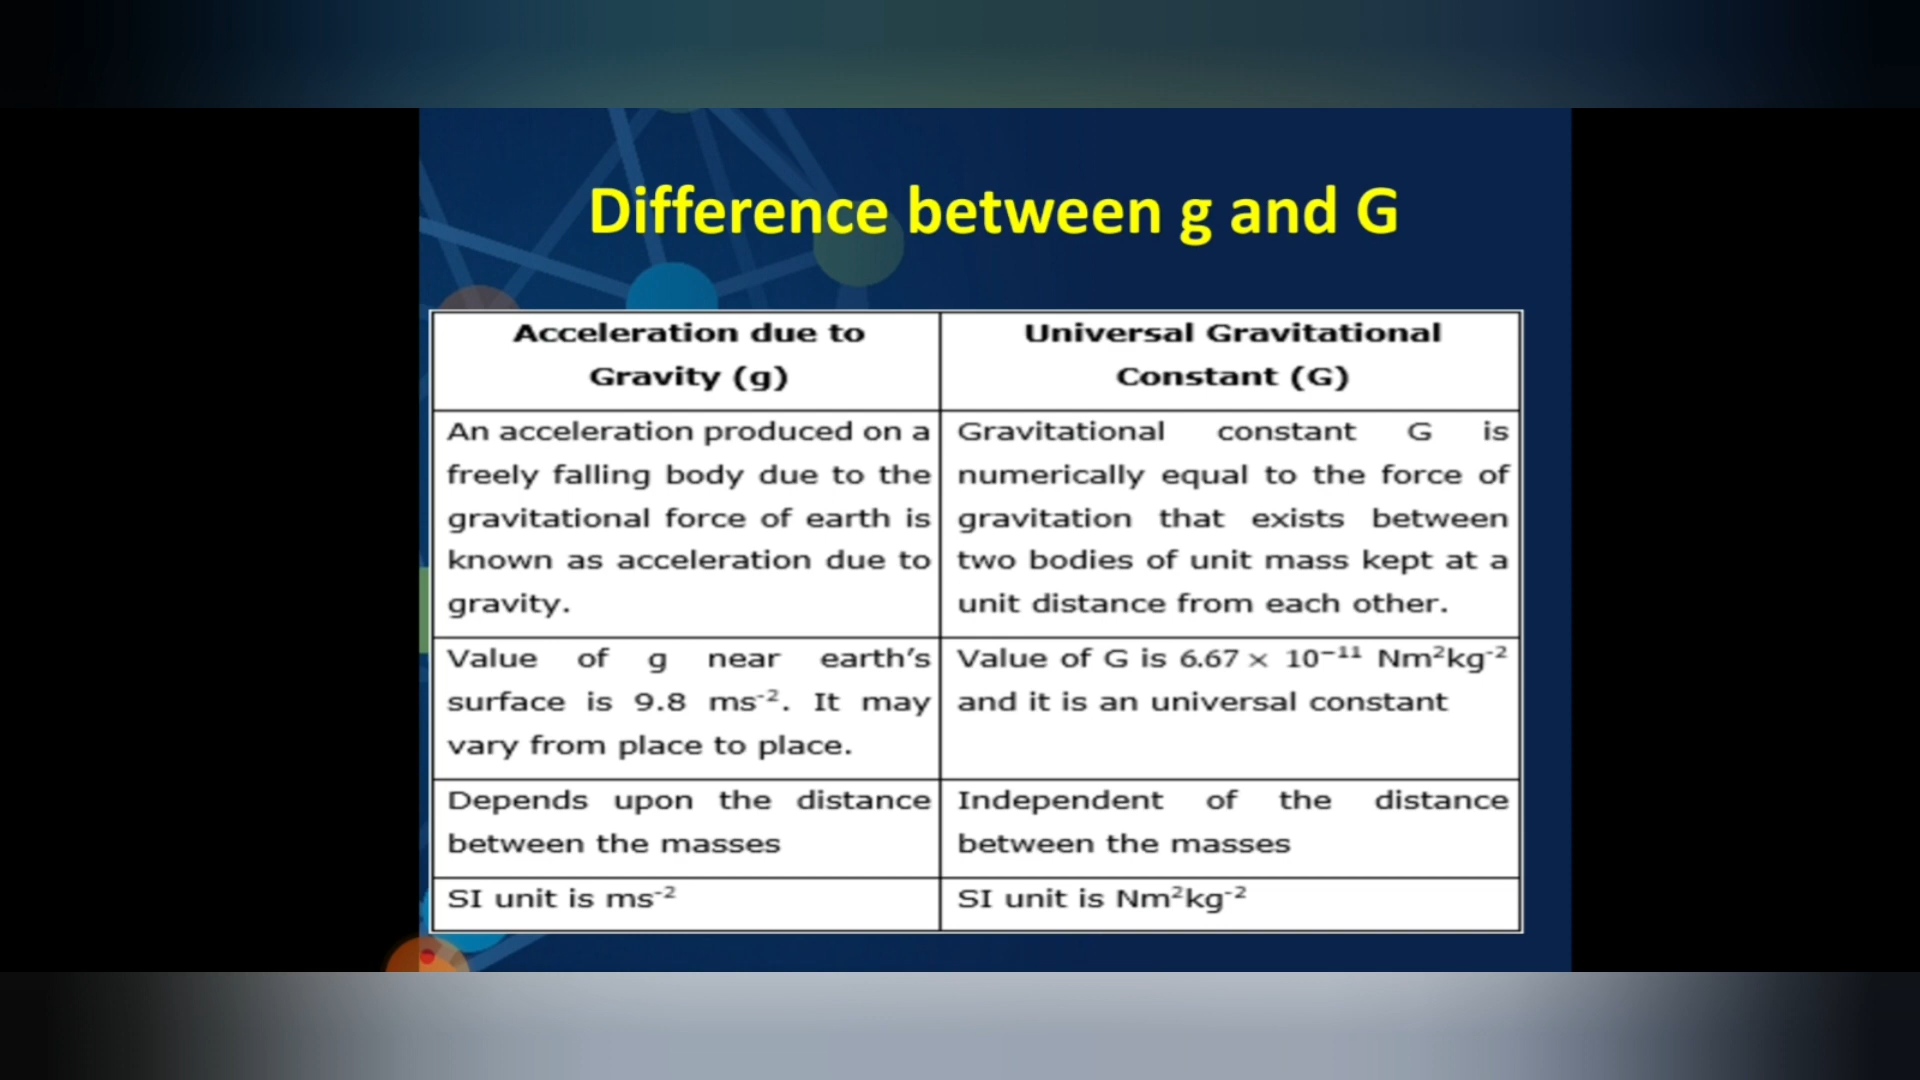 Difference between g and G
Acceleration due to
Gravity (g)
Universal Gravitational
Constant (G)
An acceleration produced on a
freely falling body due to the
gravitational force of earth is
known as acceleration due to
gravity.
Gravitational constant G is
numerically equal to the force of
gravitation that exists between
two bodies of unit mass kept at a
unit distance from each other.
Value of g near earth’s
surface is 9.8 ms⁻². It may
vary from place to place.
Value of G is 6.67 × 10⁻¹¹ Nm²kg⁻²
and it is an universal constant
Depends upon the distance
between the masses
Independent of the distance
between the masses
SI unit is ms⁻²
SI unit is Nm²kg⁻²